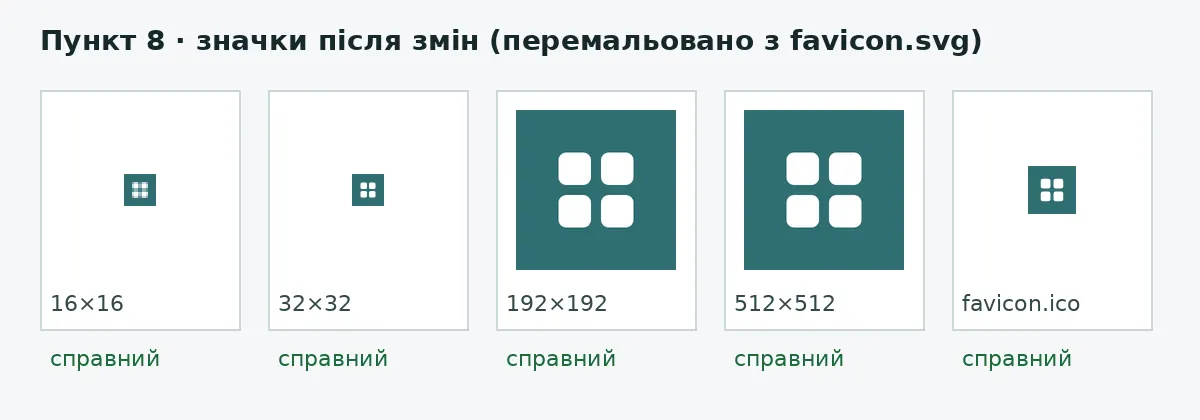 Пункт 8 · значки після змін (перемальовано з favicon.svg)
16×16
32×32
192×192
512×512
favicon.ico
справний
справний
справний
справний
справний